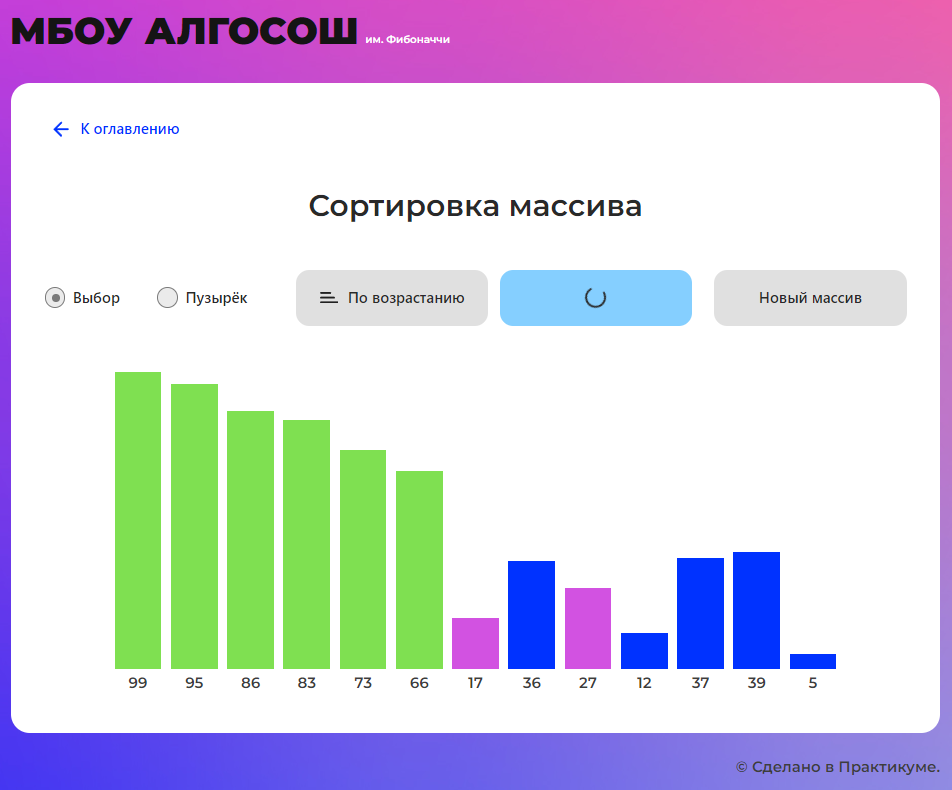 МБОУ АЛГОСОШ им. Фибоначчи
К оглавлению
Сортировка массива
Выбор Пузырёк По возрастанию Новый массив
99 95 86 83 73 66 17 36 27 12 37 39 5
© Сделано в Практикуме.